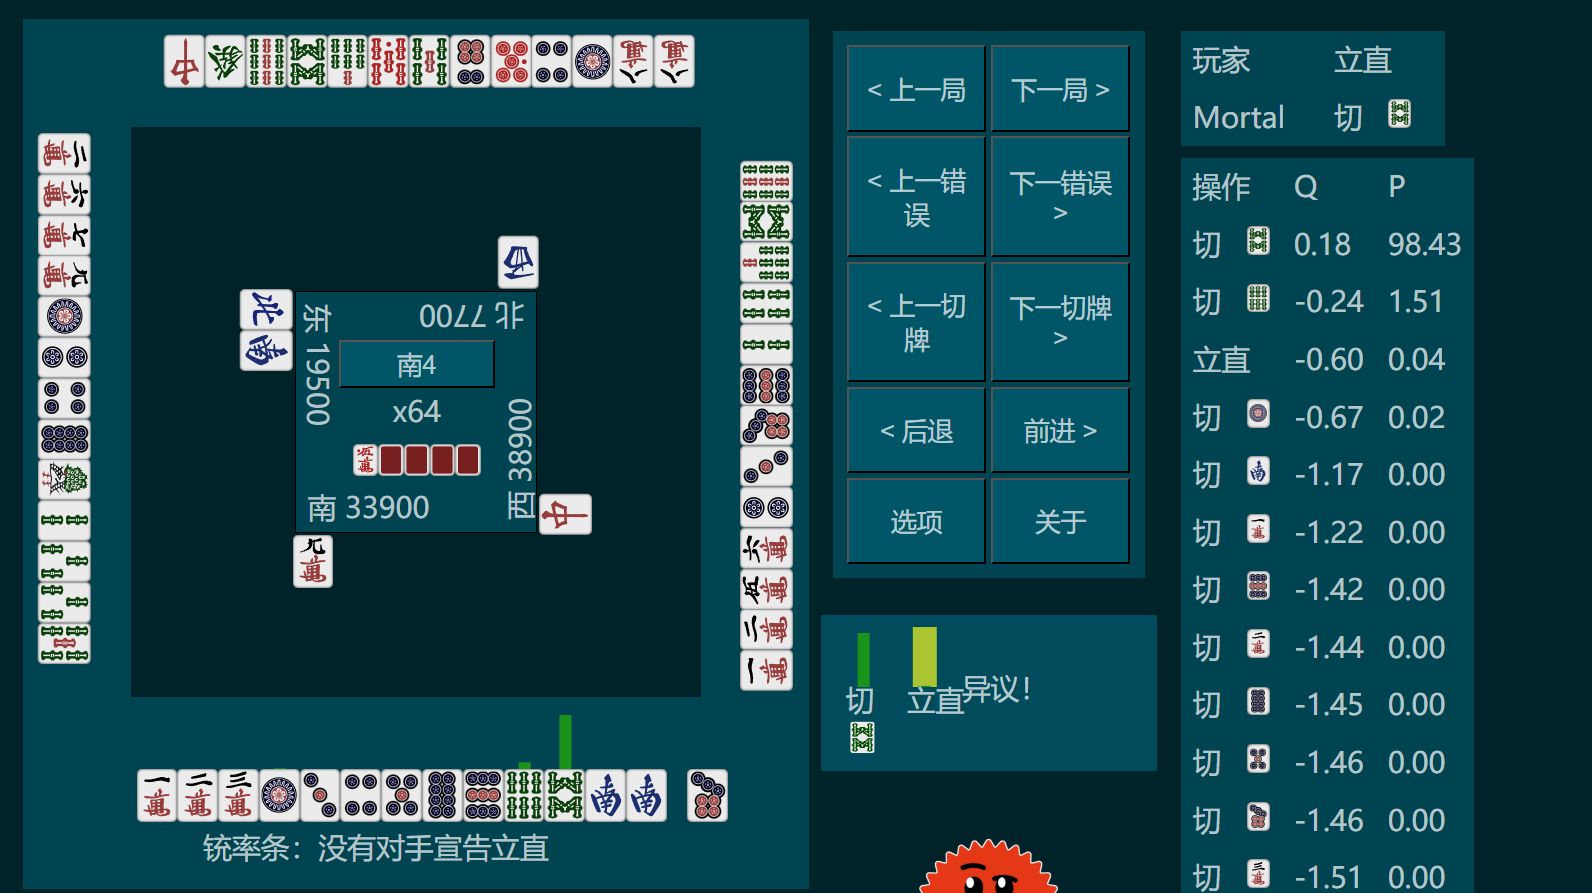 < 上一局
下一局 >
< 上一错误
下一错误 >
< 上一切牌
下一切牌 >
< 后退
前进 >
选项
关于
玩家 立直
Mortal 切
操作 Q P
切 0.18 98.43
切 -0.24 1.51
立直 -0.60 0.04
切 -0.67 0.02
切 -1.17 0.00
切 -1.22 0.00
切 -1.42 0.00
切 -1.44 0.00
切 -1.45 0.00
切 -1.46 0.00
切 -1.46 0.00
切 -1.51 0.00
北 7700
东 19500
南4
x64
西 38900
南 33900
切
立直
异议！
铳率条：没有对手宣告立直